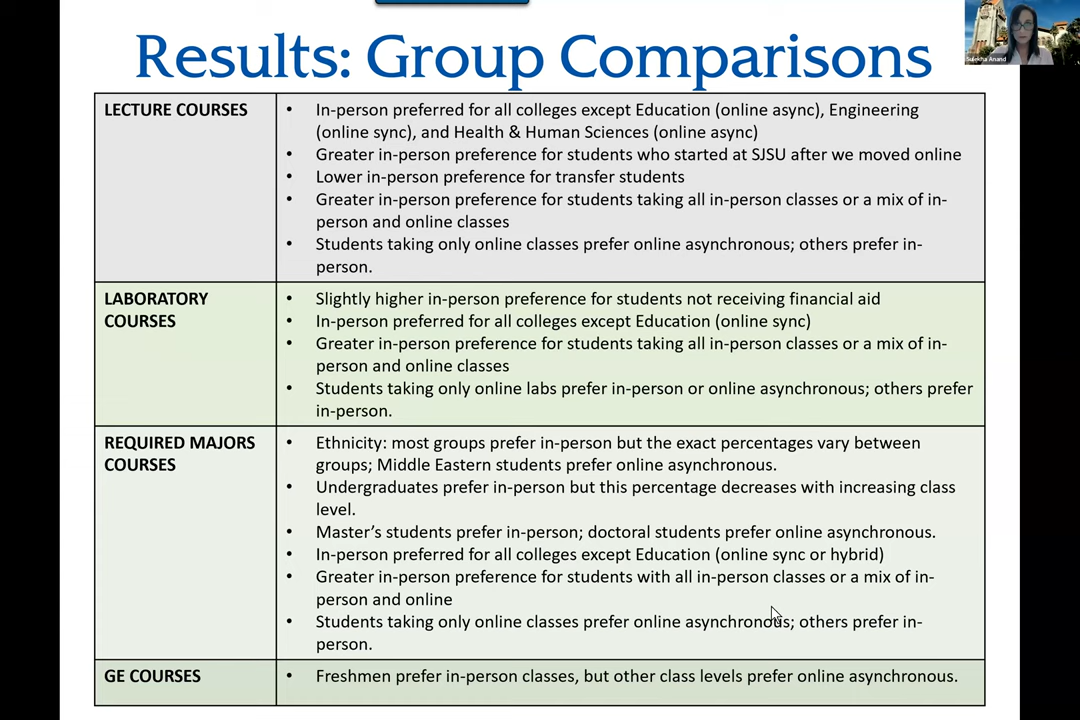 Results: Group Comparisons
Sulekha Anand
LECTURE COURSES
• In-person preferred for all colleges except Education (online async), Engineering
(online sync), and Health & Human Sciences (online async)
• Greater in-person preference for students who started at SJSU after we moved online
• Lower in-person preference for transfer students
• Greater in-person preference for students taking all in-person classes or a mix of in-
person and online classes
• Students taking only online classes prefer online asynchronous; others prefer in-
person.
LABORATORY
COURSES
• Slightly higher in-person preference for students not receiving financial aid
• In-person preferred for all colleges except Education (online sync)
• Greater in-person preference for students taking all in-person classes or a mix of in-
person and online classes
• Students taking only online labs prefer in-person or online asynchronous; others prefer
in-person.
REQUIRED MAJORS
COURSES
• Ethnicity: most groups prefer in-person but the exact percentages vary between
groups; Middle Eastern students prefer online asynchronous.
• Undergraduates prefer in-person but this percentage decreases with increasing class
level.
• Master's students prefer in-person; doctoral students prefer online asynchronous.
• In-person preferred for all colleges except Education (online sync or hybrid)
• Greater in-person preference for students with all in-person classes or a mix of in-
person and online
• Students taking only online classes prefer online asynchronous; others prefer in-
person.
GE COURSES
• Freshmen prefer in-person classes, but other class levels prefer online asynchronous.